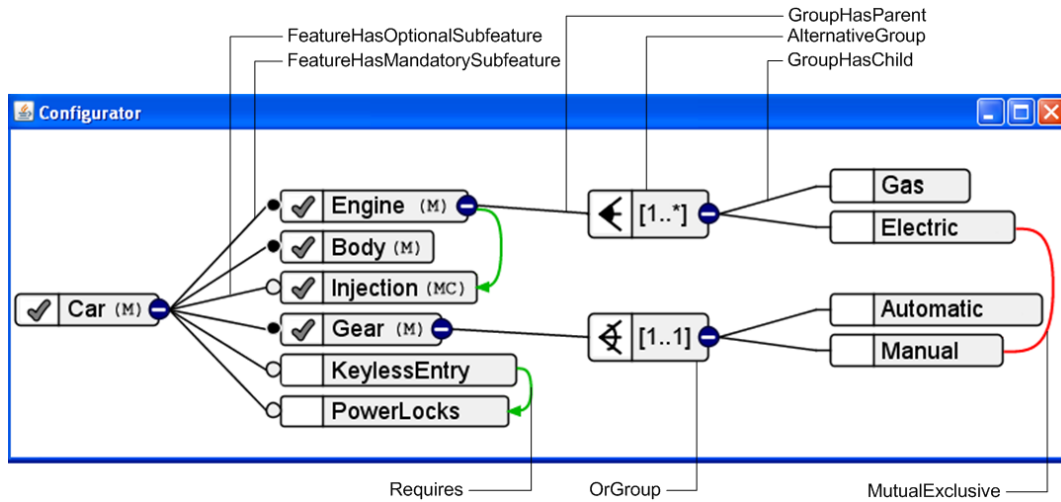 GroupHasParent
FeatureHasOptionalSubfeature
AlternativeGroup
FeatureHasMandatorySubfeature
GroupHasChild
Configurator
Gas
Engine (M)
[1..*]
Electric
Body (M)
Injection (MC)
Car (M)
Automatic
Gear (M)
[1..1]
Manual
KeylessEntry
PowerLocks
Requires
OrGroup
MutualExclusive